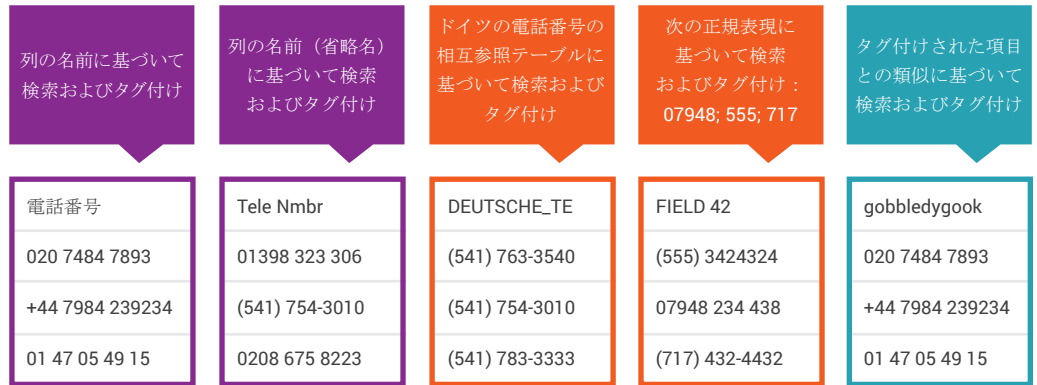 列の名前に基づいて
検索およびタグ付け
列の名前（省略名）
に基づいて検索
およびタグ付け
ドイツの電話番号の
相互参照テーブルに
基づいて検索および
タグ付け
次の正規表現に
基づいて検索
およびタグ付け：
07948; 555; 717
タグ付けされた項目
との類似に基づいて
検索およびタグ付け
電話番号
020 7484 7893
+44 7984 239234
01 47 05 49 15
Tele Nmbr
01398 323 306
(541) 754-3010
0208 675 8223
DEUTSCHE_TE
(541) 763-3540
(541) 754-3010
(541) 783-3333
FIELD 42
(555) 3424324
07948 234 438
(717) 432-4432
gobbledygook
020 7484 7893
+44 7984 239234
01 47 05 49 15